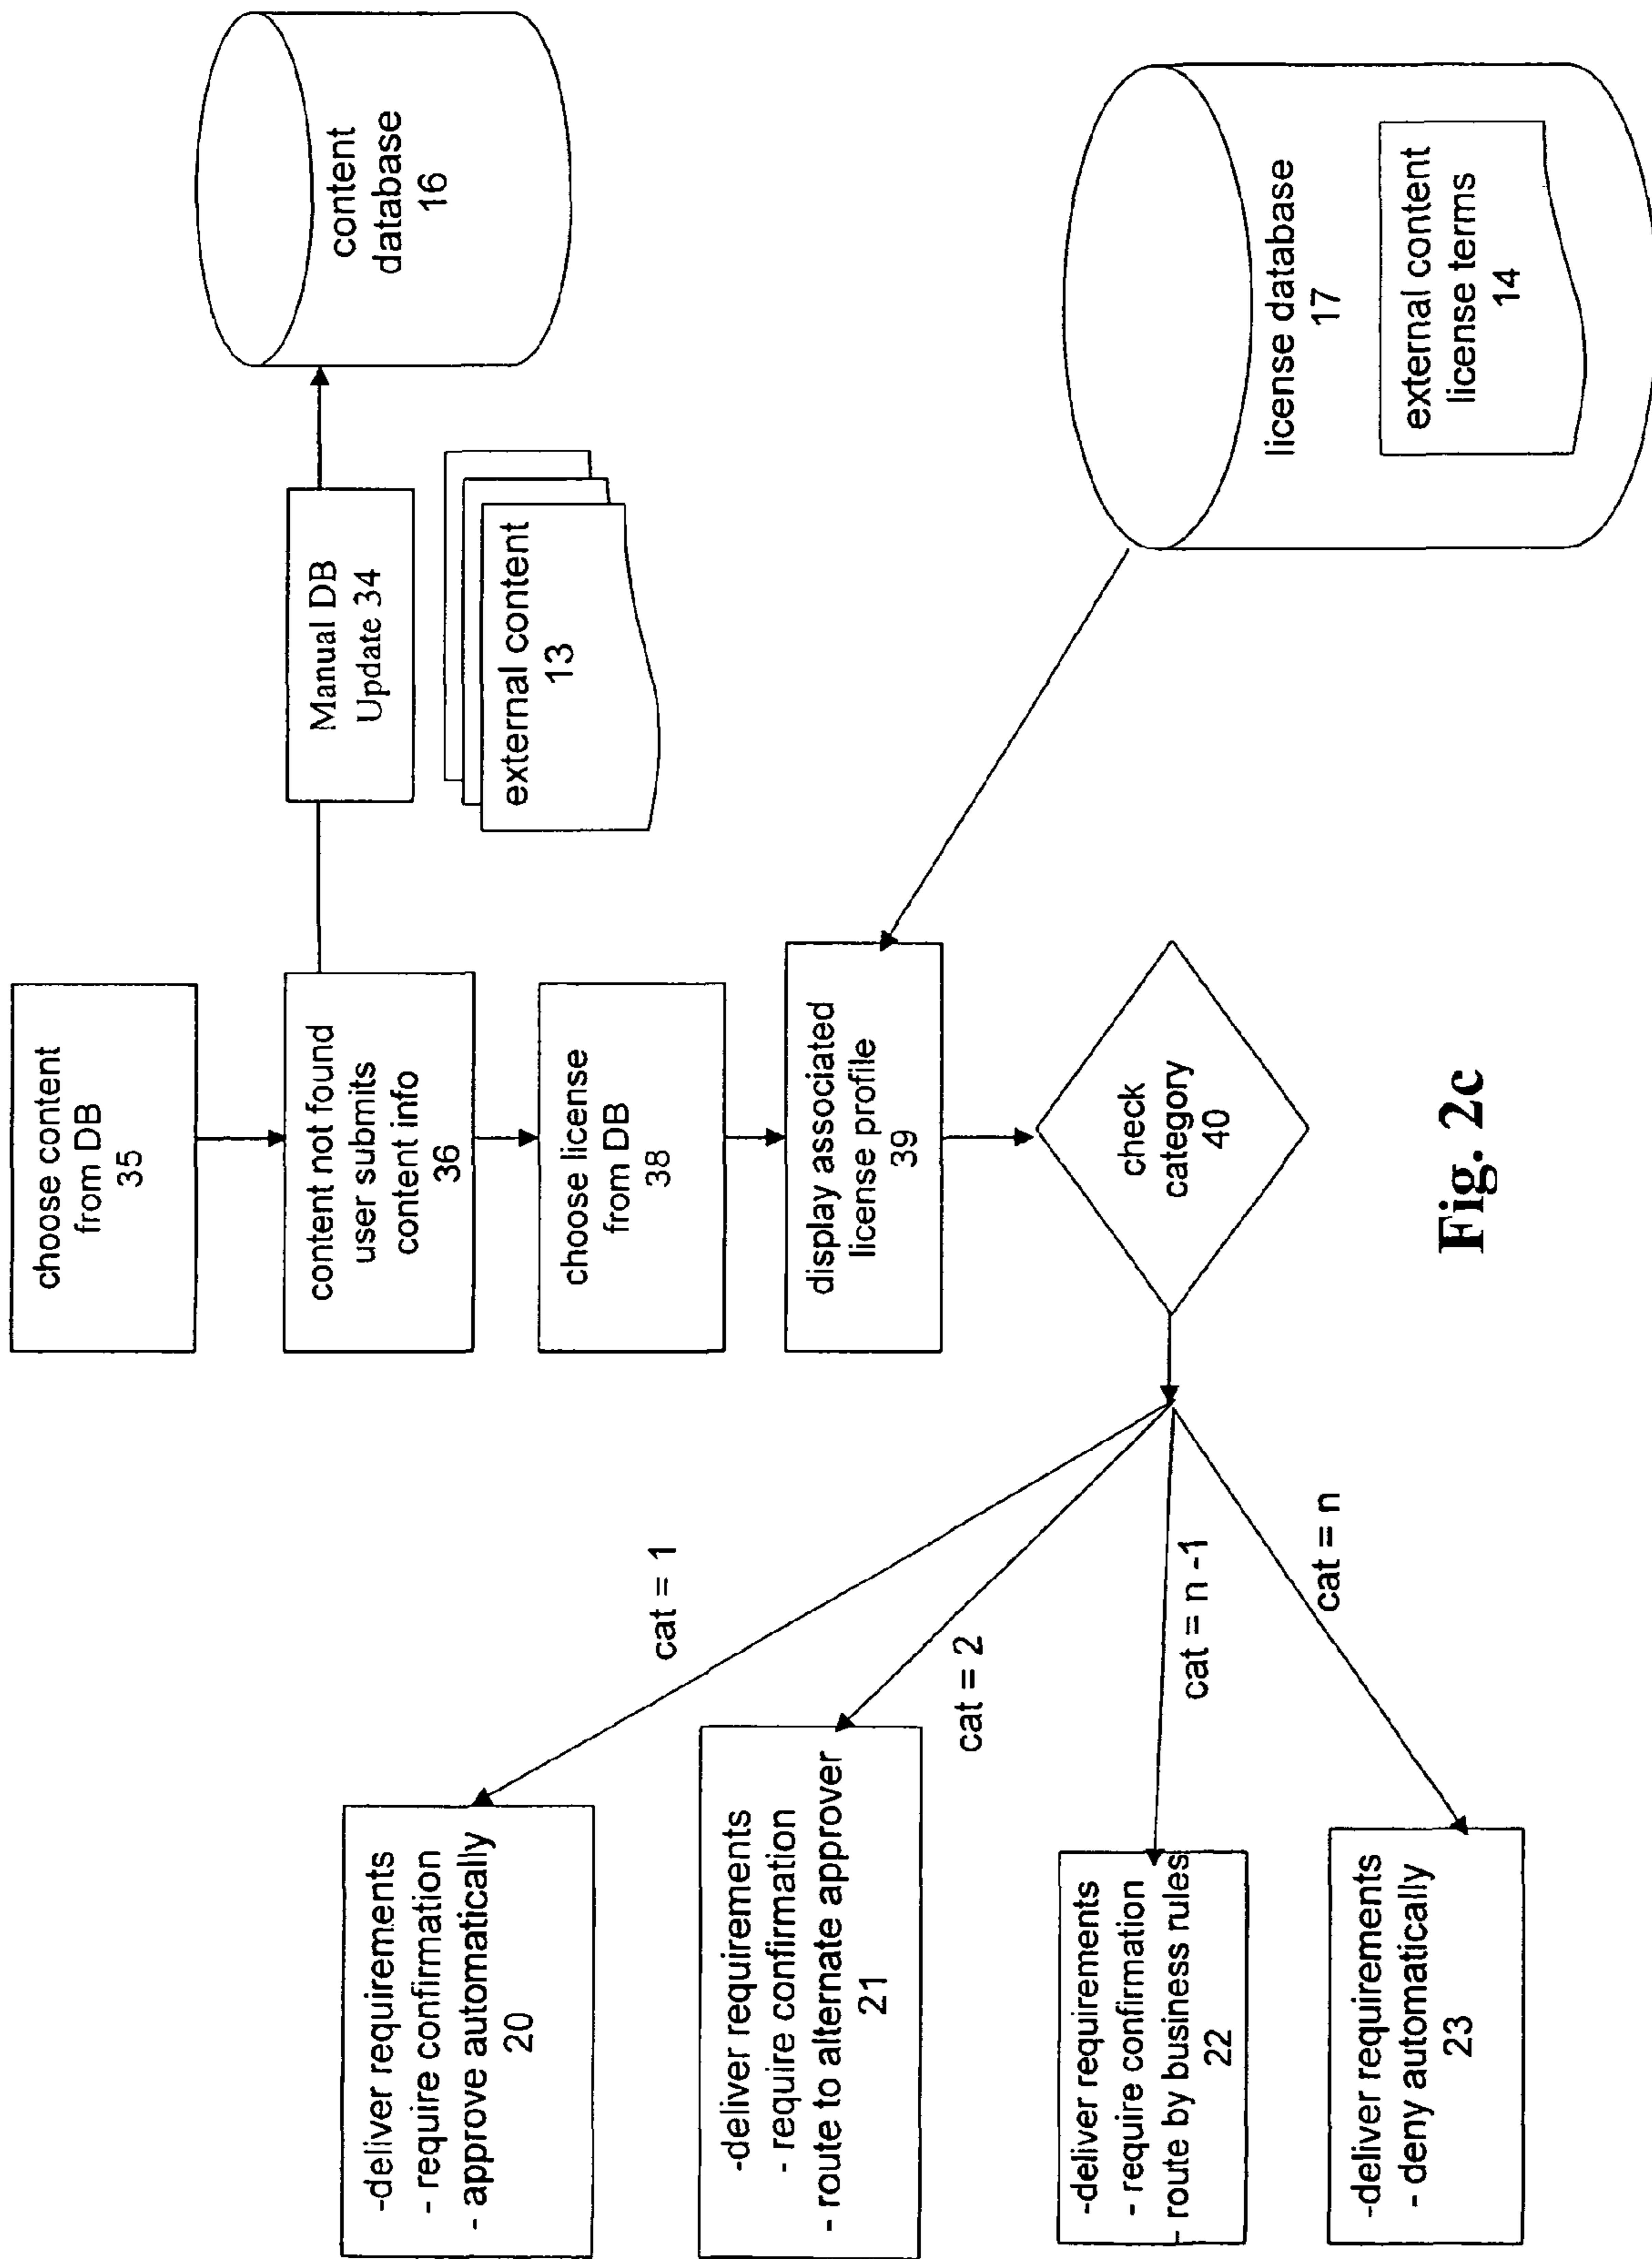 choose content
from DB
35
content not found
user submits
content info
36
Manual DB
Update 34
content
database
16
external content
13
choose license
from DB
38
display associated
license profile
39
license database
17
external content
license terms
14
check
category
40
cat = 1
cat = 2
cat = n -1
cat = n
-deliver requirements
- require confirmation
- approve automatically
20
-deliver requirements
- require confirmation
- route to alternate approver
21
-deliver requirements
- require confirmation
- route by business rules
22
-deliver requirements
- deny automatically
23
Fig. 2c